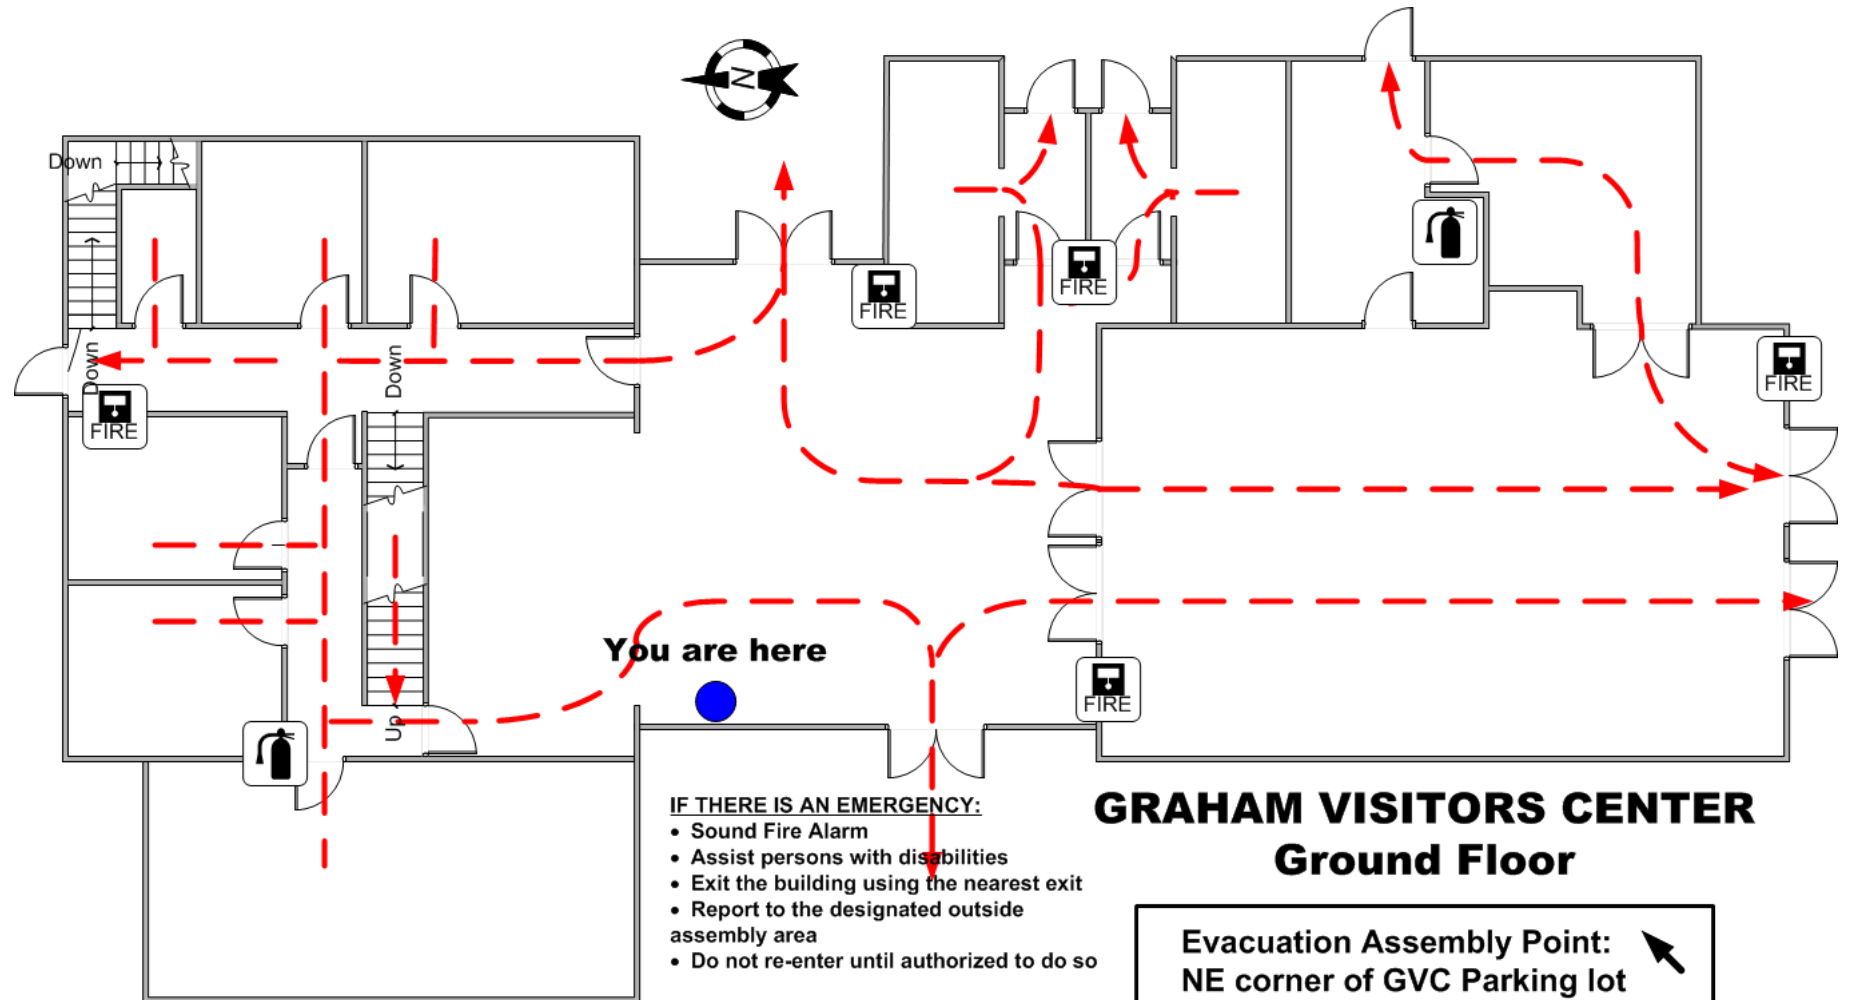 N
Down
FIRE
FIRE
Down
Down
FIRE
FIRE
You are here
FIRE
Up
IF THERE IS AN EMERGENCY:
• Sound Fire Alarm
• Assist persons with disabilities
• Exit the building using the nearest exit
• Report to the designated outside
assembly area
• Do not re-enter until authorized to do so
GRAHAM VISITORS CENTER
Ground Floor
Evacuation Assembly Point:
NE corner of GVC Parking lot